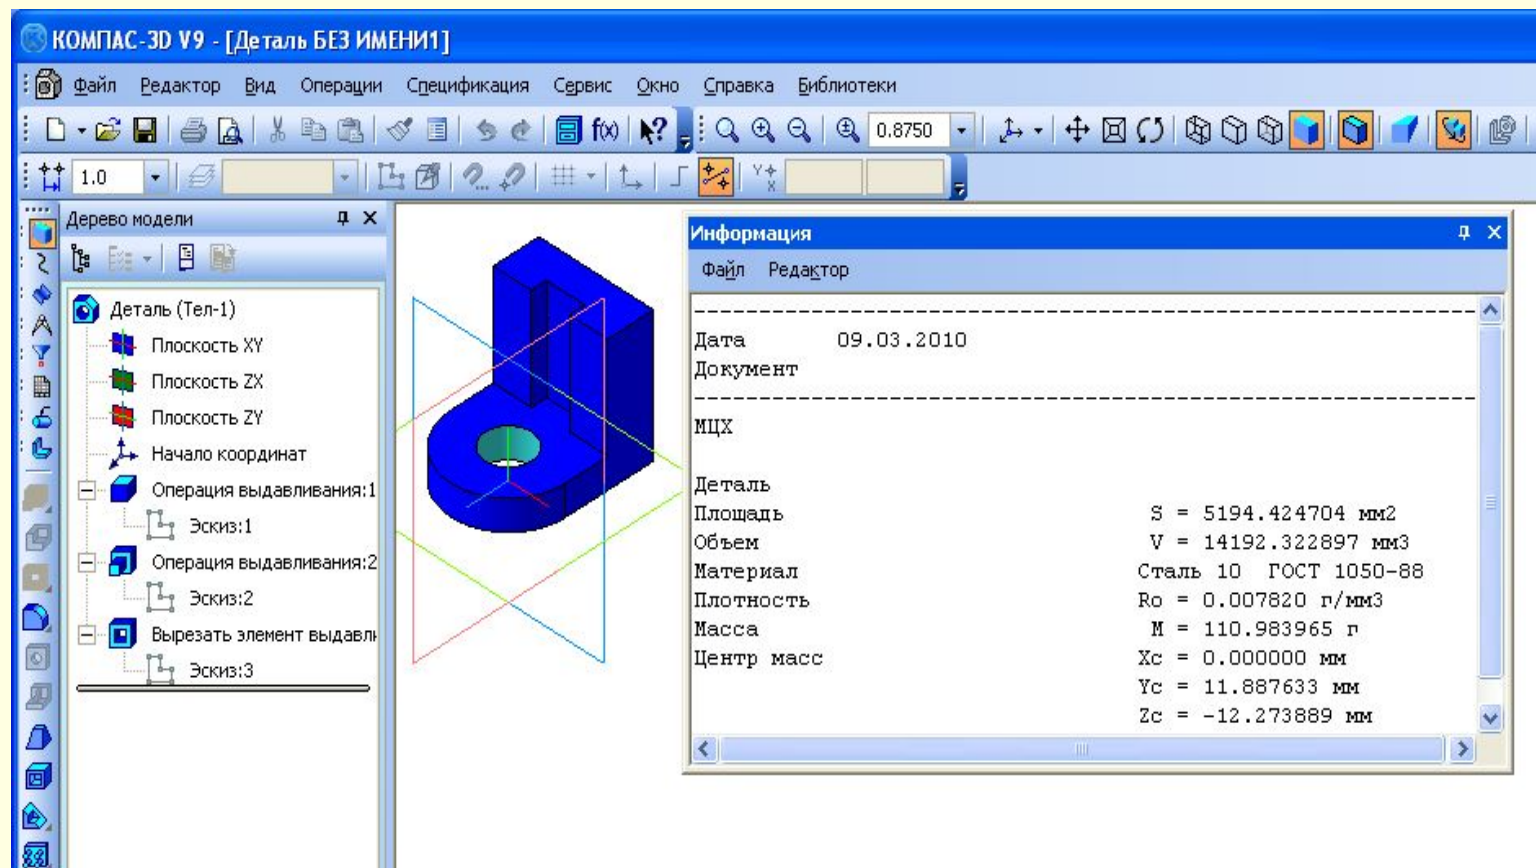 КОМПАС-3D V9 - [Деталь БЕЗ ИМЕНИ1]
Файл Редактор Вид Операции Спецификация Сервис Окно Справка Библиотеки
f(x) 0.8750
1.0 Y X
Дерево модели
Деталь (Тел-1)
Плоскость XY
Плоскость ZX
Плоскость ZY
Начало координат
Операция выдавливания:1
Эскиз:1
Операция выдавливания:2
Эскиз:2
Вырезать элемент выдавли
Эскиз:3
Информация
Файл Редактор
Дата 09.03.2010
Документ
МЦХ
Деталь
Площадь S = 5194.424704 мм2
Объем V = 14192.322897 мм3
Материал Сталь 10 ГОСТ 1050-88
Плотность Ro = 0.007820 г/мм3
Масса M = 110.983965 г
Центр масс Xc = 0.000000 мм
Yc = 11.887633 мм
Zc = -12.273889 мм